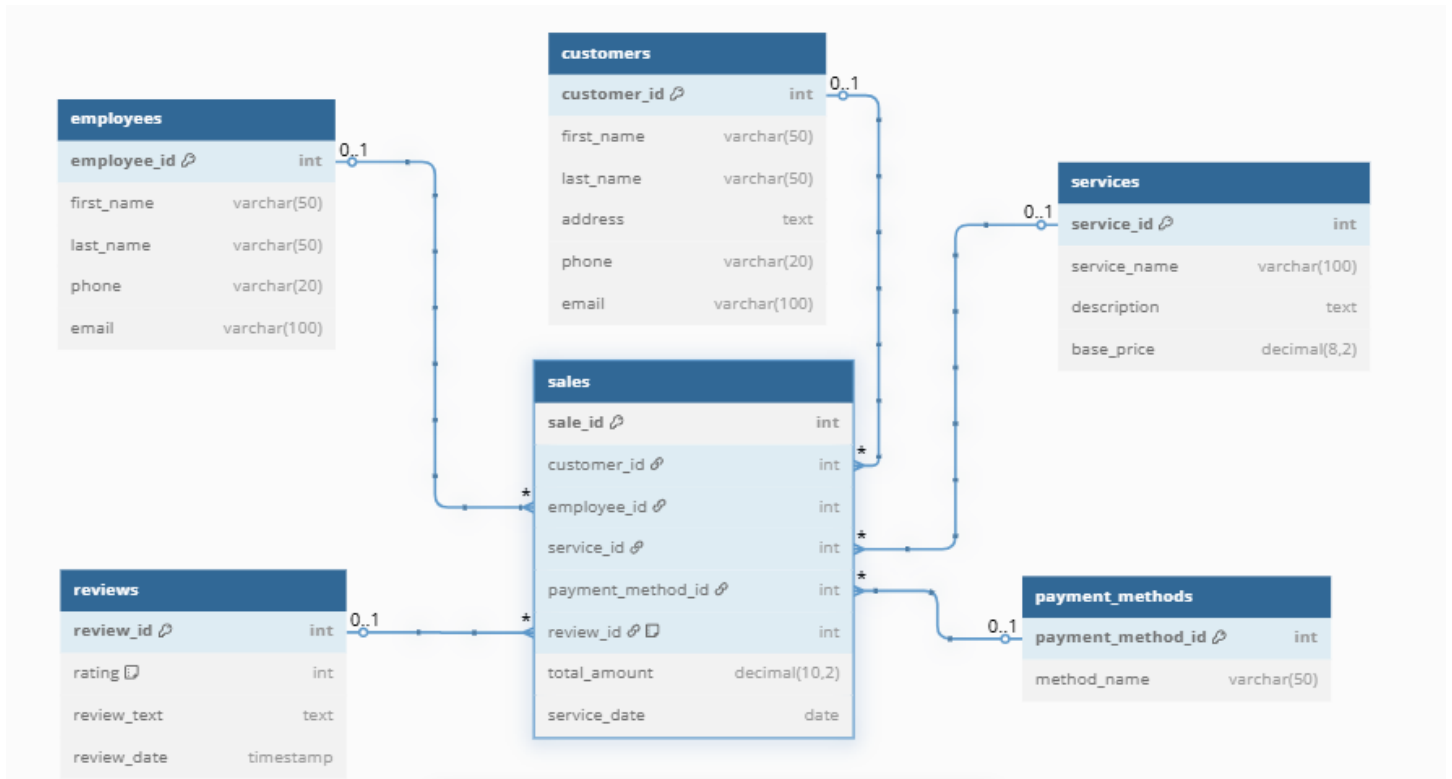 customers
customer_id int
first_name varchar(50)
last_name varchar(50)
address text
phone varchar(20)
email varchar(100)
0..1
employees
employee_id int
first_name varchar(50)
last_name varchar(50)
phone varchar(20)
email varchar(100)
0..1
services
service_id int
service_name varchar(100)
description text
base_price decimal(8,2)
0..1
sales
sale_id int
customer_id int
employee_id int
service_id int
payment_method_id int
review_id int
total_amount decimal(10,2)
service_date date
*
*
*
*
*
reviews
review_id int
rating int
review_text text
review_date timestamp
0..1
payment_methods
payment_method_id int
method_name varchar(50)
0..1